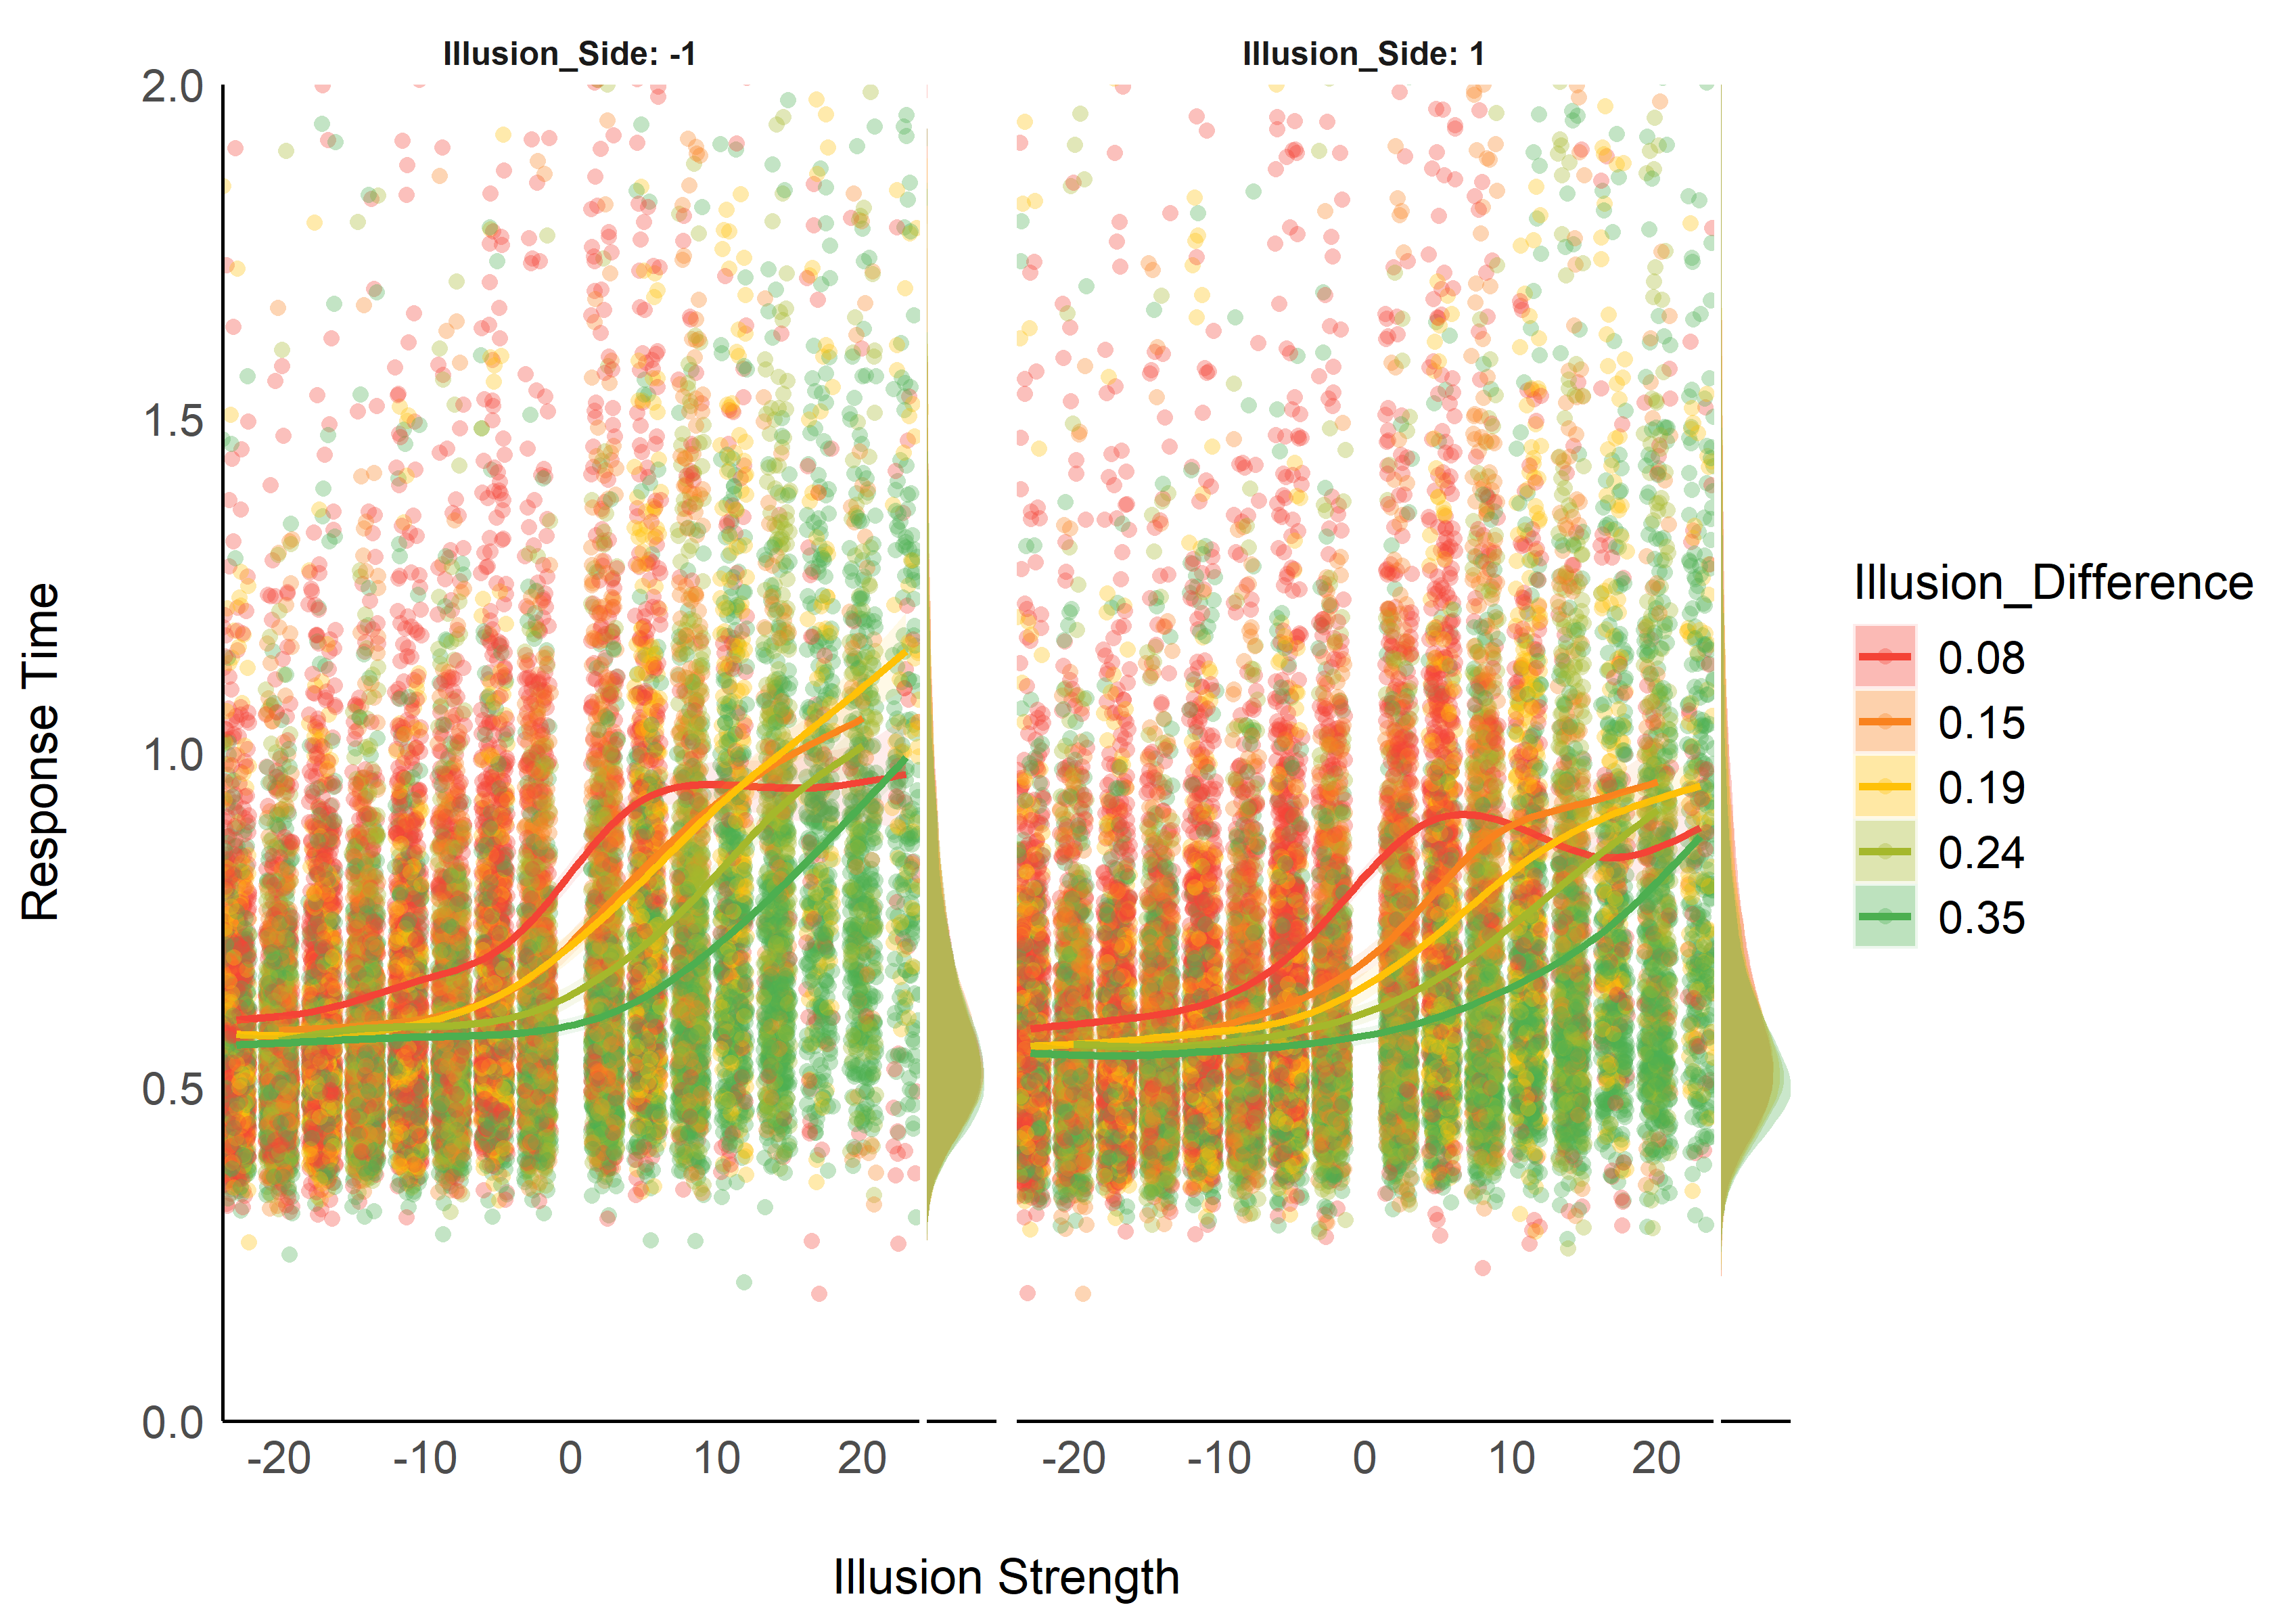 Illusion_Side: -1
Illusion_Side: 1
2.0
1.5
1.0
0.5
0.0
Response Time
-20 -10 0 10 20
-20 -10 0 10 20
Illusion Strength
Illusion_Difference
0.08
0.15
0.19
0.24
0.35